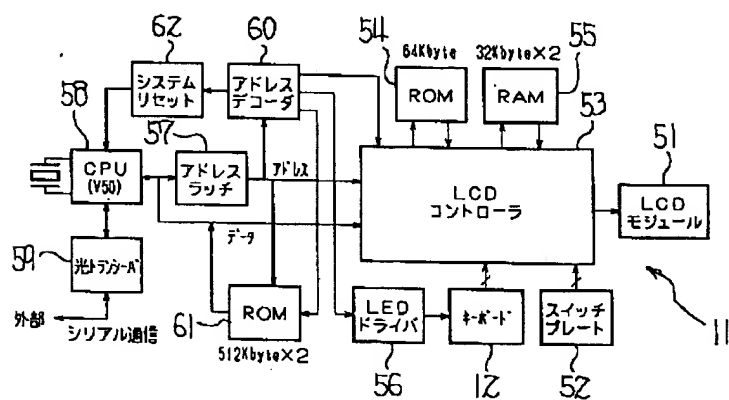 62
システム
リセット
60
アドレス
デコーダ
54
64Kbyte
ROM
32Kbyte×2
55
RAM
53
58
CPU
(V50)
57
アドレス
ラッチ
アドレス
データ
LCD
コントローラ
51
LCD
モジュール
59
光トランシーバ
外部
シリアル通信
61
ROM
512Kbyte×2
LED
ドライバ
56
キーボード
12
スイッチ
プレート
52
11